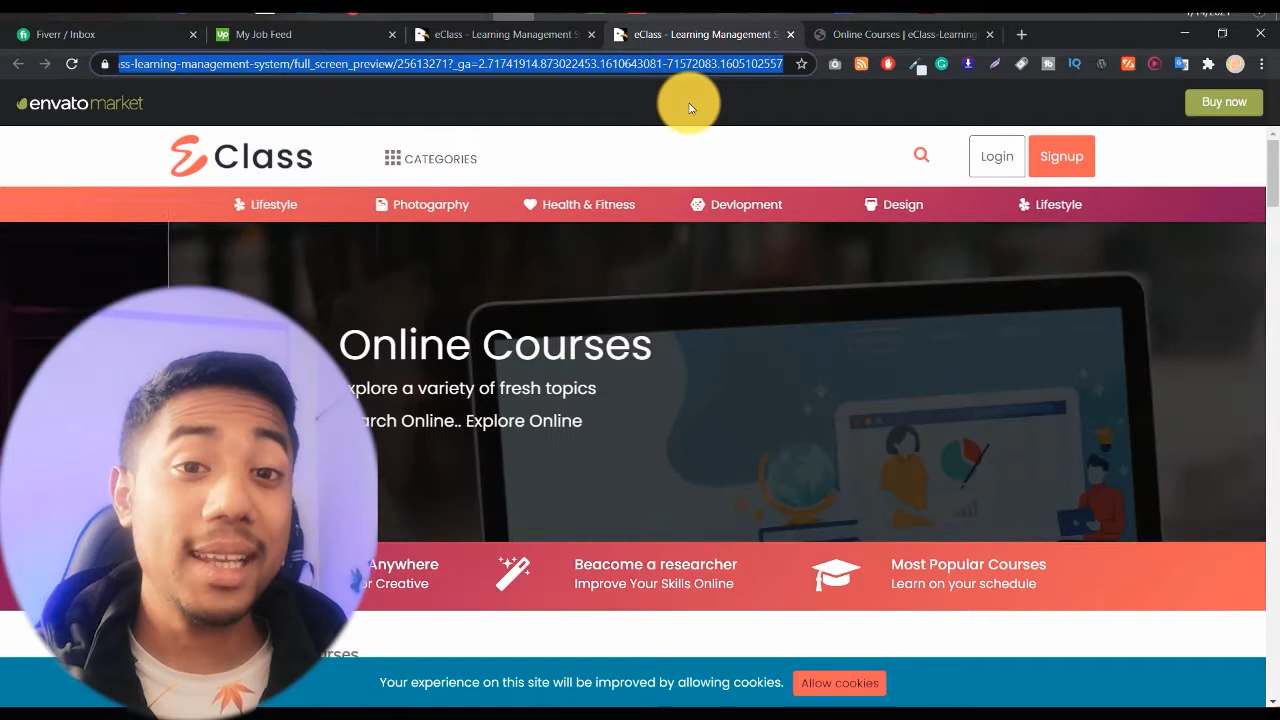 Fiverr / Inbox
My Job Feed
eClass - Learning Management S
eClass - Learning Management S
Online Courses | eClass-Learning
ss-learning-management-system/full_screen_preview/25613271?_ga=2.71741914.873022453.1610643081-71572083.1605102557
envato market
Buy now
Class
CATEGORIES
Login
Signup
Lifestyle
Photogarphy
Health & Fitness
Devlopment
Design
Lifestyle
Online Courses
xplore a variety of fresh topics
arch Online.. Explore Online
Anywhere
or Creative
Beacome a researcher
Improve Your Skills Online
Most Popular Courses
Learn on your schedule
Your experience on this site will be improved by allowing cookies.
Allow cookies